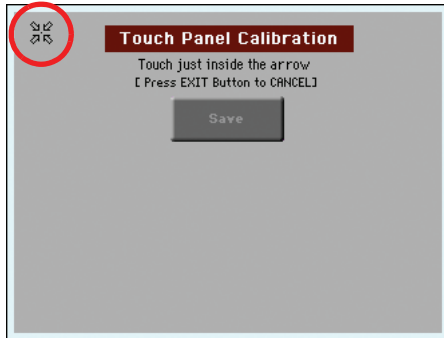 Touch Panel Calibration
Touch just inside the arrow
[ Press EXIT Button to CANCEL]
Save